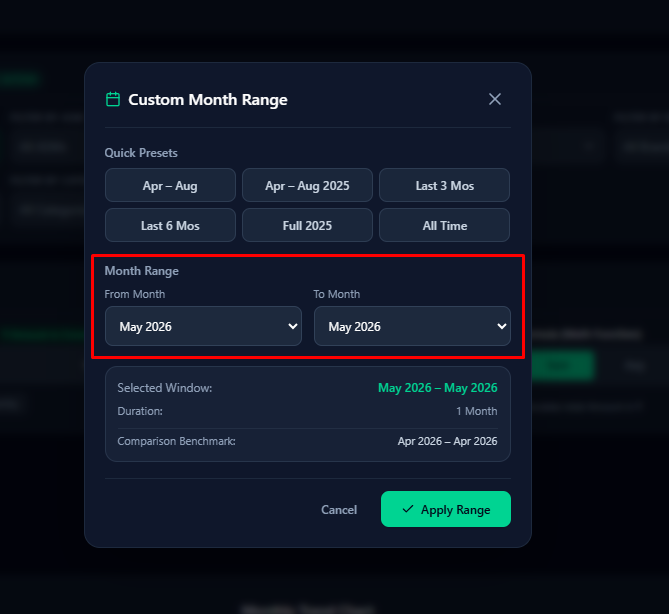 Custom Month Range
Quick Presets
Apr – Aug
Apr – Aug 2025
Last 3 Mos
Last 6 Mos
Full 2025
All Time
Month Range
From Month
To Month
May 2026
May 2026
Selected Window:
May 2026 – May 2026
Duration:
1 Month
Comparison Benchmark:
Apr 2026 – Apr 2026
Cancel
Apply Range